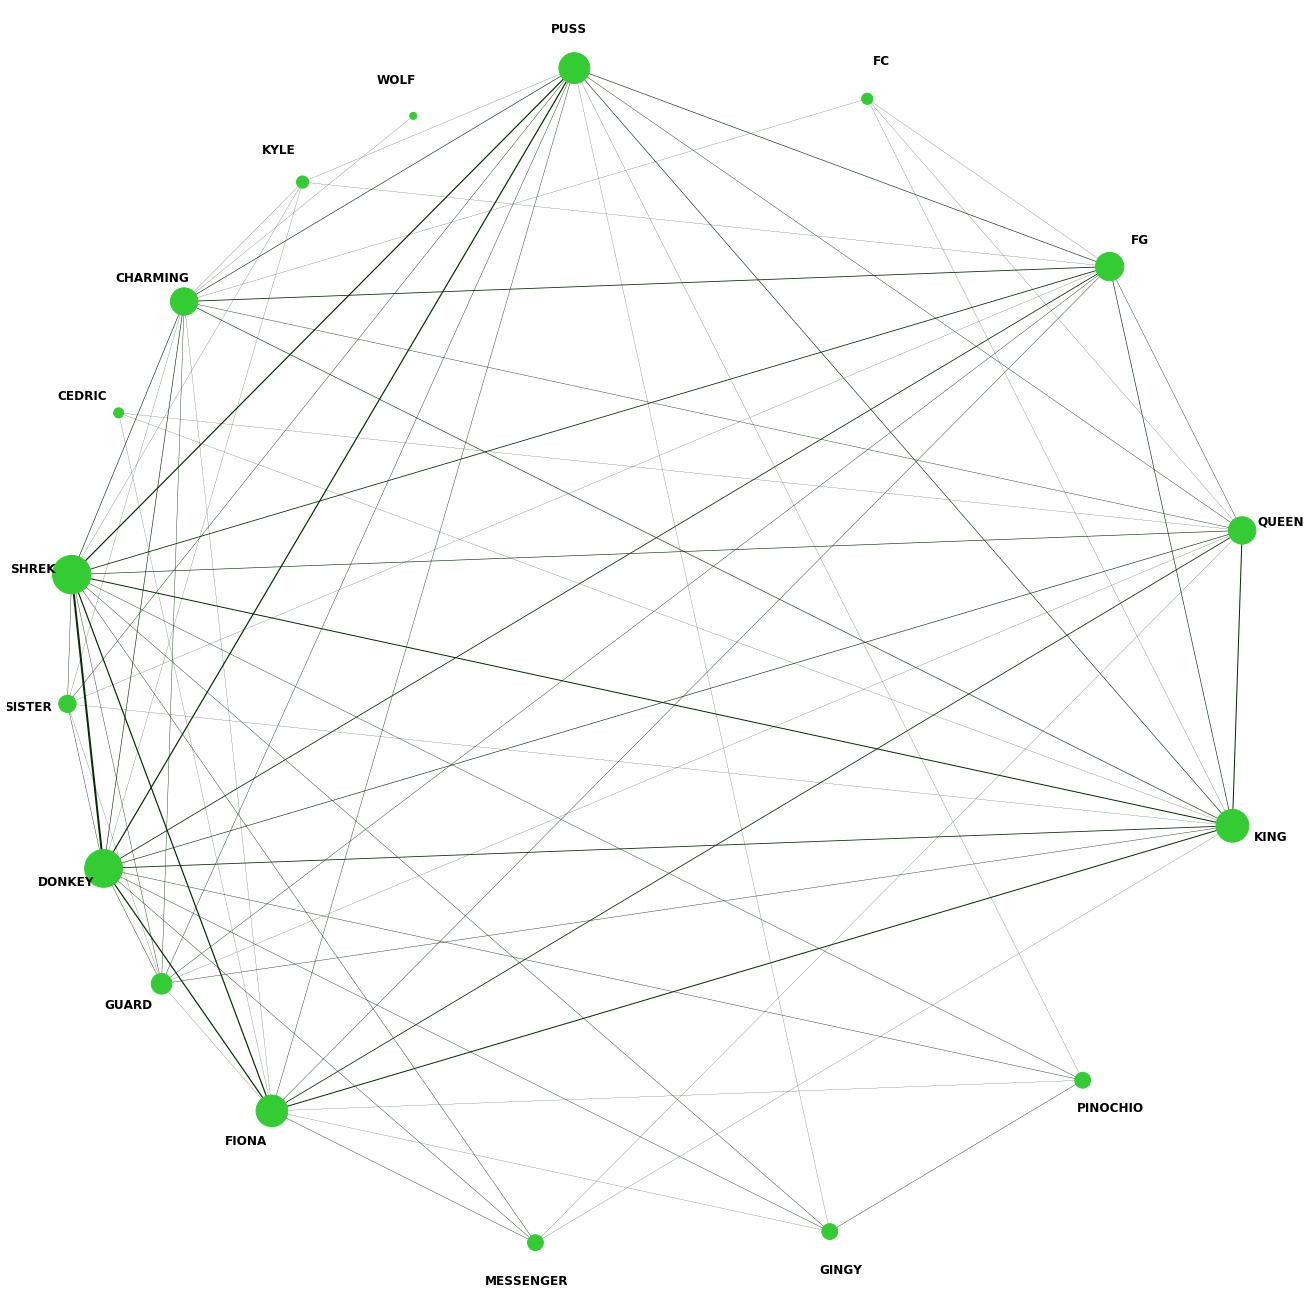 PUSS
FC
WOLF
KYLE
FG
CHARMING
CEDRIC
QUEEN
SHREK
SISTER
KING
DONKEY
GUARD
PINOCHIO
FIONA
GINGY
MESSENGER